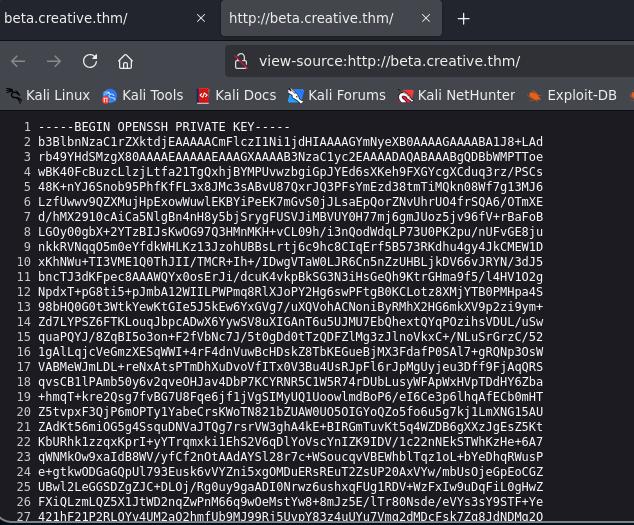 beta.creative.thm/
http://beta.creative.thm/
view-source:http://beta.creative.thm/
Kali Linux
Kali Tools
Kali Docs
Kali Forums
Kali NetHunter
Exploit-DB
1 -----BEGIN OPENSSH PRIVATE KEY-----
2 b3BlbnNzaC1rZXktdjEAAAAACmFlczI1Ni1jdHIAAAAGYmNyeXB0AAAAGAAAABA1J8+LAd
3 rb49YHdSMzgX80AAAAEAAAAAEAAAGXAAAAB3NzaC1yc2EAAAADAQABAAABgQDBbWMPTToe
4 wBK40FcBuzcLlzjLtfa21TgQxhjBYMPUvwzbgiGpJYEd6sXKeh9FXGYcgXCduq3rz/PSCs
5 48K+nYJ6Snob95PhfKfFL3x8JMc3sABvU87QxrJQ3PFsYmEzd38tmTiMQkn08Wf7g13MJ6
6 LzfUwwv9QZXMujHpExowWuwlEKBYiPeEK7mGvS0jJLsaEpQorZNvUhrUO4frSQA6/OTmXE
7 d/hMX2910cAiCa5NlgBn4nH8y5bjSrygFUSVJiMBVUY0H77mj6gmJUoz5jv96fV+rBaFoB
8 LGOy00gbX+2YTzBIJsKwOG97Q3HMnMKH+vCL09h/i3nQodWdqLP73U0PK2pu/nUFvGE8ju
9 nkkRVNqqO5m0eYfdkWHLKz13JzohUBBsLrtj6c9hc8CIqErf5B573RKdhu4gy4JkCMEW1D
10 xKhNWu+TI3VME1Q0ThJII/TMCR+Ih+/IDwgVTaW0LJR6Cn5nZzUHBLjkDV66vJRYN/3dJ5
11 bncTJ3dKFpec8AAAWQYx0osErJi/dcuK4vkpBkSG3N3iHsGeQh9KtrGHma9f5/l4HV1O2g
12 NpdxT+pG8ti5+pJmbA12WIILPWPmq8RlXJoPY2Hg6swPFtgB0KCLotz8XMjYTB0PMHpa4S
13 98bHQ0G0t3WtkYewKtGIe5J5kEw6YxGVg7/uXQVohACNoniByRMhX2HG6mkXV9p2zi9ym+
14 Zd7LYPSZ6FTKLouqJbpcADwX6YywSV8uXIGAnT6u5UJMU7EbQhextQYqPOzihsVDUL/uSw
15 quaPQYJ/8ZqBI5o3on+F2fVbNc7J/5t0gDd0tTzQDFZlMg3zJlnoVkxC+/NLuSrGrzC/52
16 1gAlLqjcVeGmzXESqWWI+4rF4dnVuwBcHDskZ8TbKEGueBjMX3FdafP0SAl7+gRQNp3OsW
17 VABMeWJmLDL+reNxAtsPTmDhXuDvoVfITx0V3Bu4UsRJpFl6rJpMgUyjeu3Dff9FjAqQRS
18 qvsCB1lPAmb50y6v2qveOHJav4DbP7KCYRNR5C1W5R74rDUbLusyWFApWxHVpTDdHY6Zba
19 +hmqT+kre2Qsg7fvBG7U8Fqe6jf1jVgSIMyUQ1UoowlmdBoP6/eI6Ce3p6lhqAfECb0mHT
20 Z5tvpxF3QjP6mOPTy1YabeCrsKWoTN821bZUAW0UO5OIGYoQZo5fo6u5g7kj1LmXNG15AU
21 ZAdKt56miOG5g4SsquDNVaJTQg7rsrVW3ghA4kE+BIRGmTuvKt5q4WZDB6gXXzJgEsZ5Kt
22 KbURhk1zzqxKprI+yYTrqmxki1EhS2V6qDlYoVscYnIZK9IDV/1c22nNEkSTWhKzHe+6A7
23 qWNMkOw9xaIdB8WV/yfCf2nOtAAdAYSl28r7c+WSoucqvVBEWhblTqz1oL+bYeDhqRWusP
24 e+gtkwODGaGQpUl793Eusk6vVYZni5xgOMDuERsREuT2ZsUP20AxVYw/mbUsOjeGpEoCGZ
25 UBwl2LeGGSDZgZJC+DLOj/Rg0uy9gaADI0Nrwz6ushxqFUg1RDV+WzFxIw9uDqFiL0gHwZ
26 FXiQLzmLQZ5X1JtWD2nqZwPnM66q9wOeMstYw8+8mJz5E/lTr80Nsde/eVYs3sY9STF+Ye